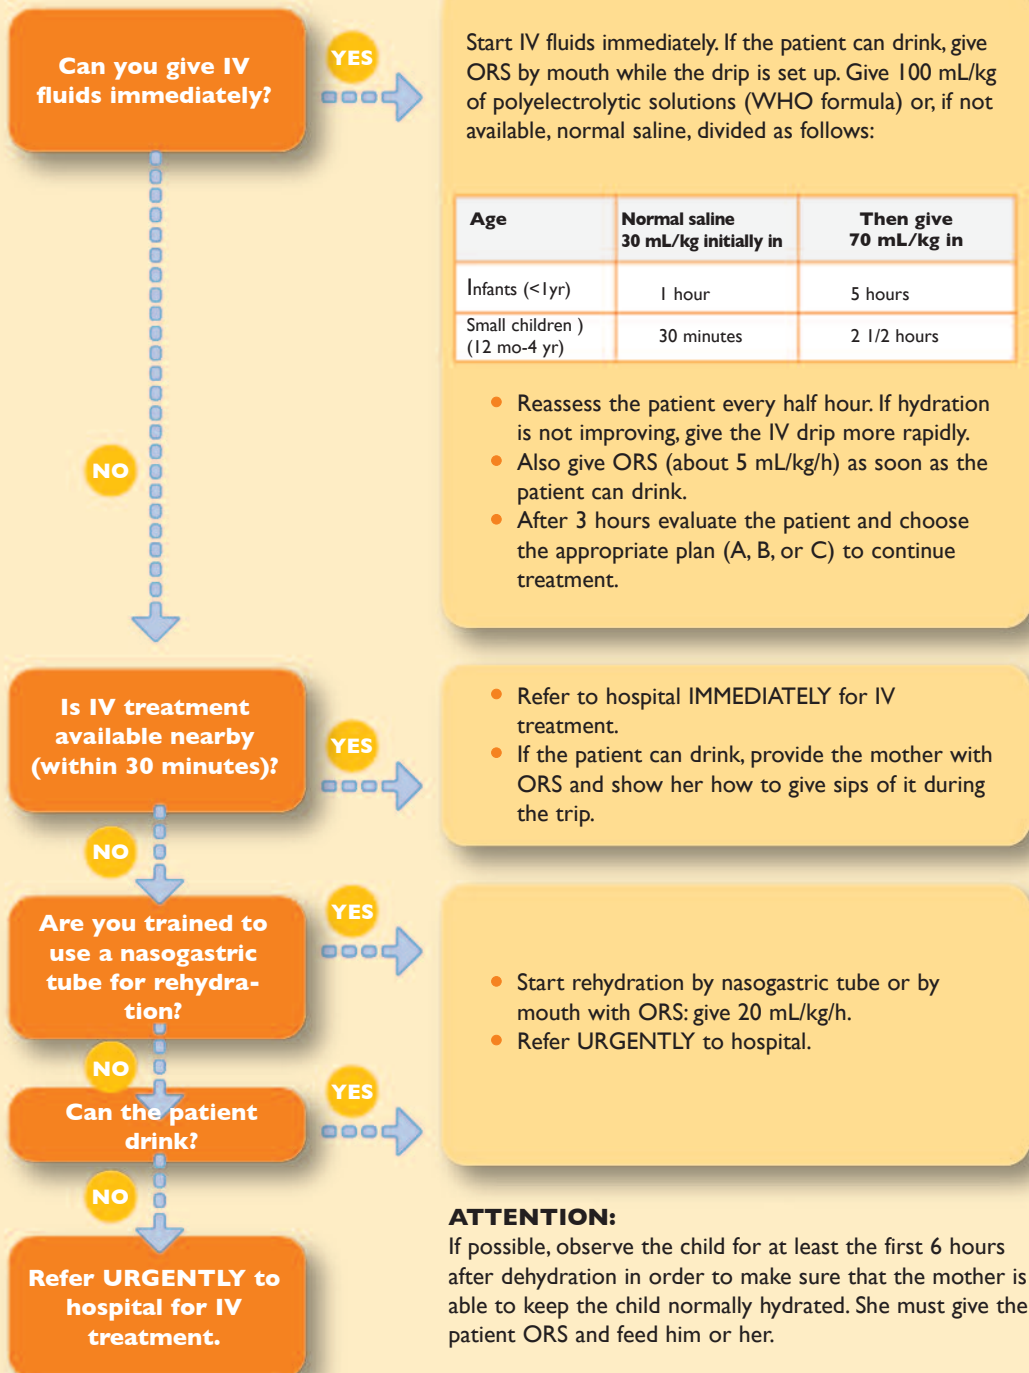 Can you give IV
fluids immediately?
YES
Start IV fluids immediately. If the patient can drink, give
ORS by mouth while the drip is set up. Give 100 mL/kg
of polyelectrolytic solutions (WHO formula) or, if not
available, normal saline, divided as follows:
Age
Normal saline
30 mL/kg initially in
Then give
70 mL/kg in
Infants (<1yr)
1 hour
5 hours
Small children )
(12 mo-4 yr)
30 minutes
2 1/2 hours
• Reassess the patient every half hour. If hydration
is not improving, give the IV drip more rapidly.
• Also give ORS (about 5 mL/kg/h) as soon as the
patient can drink.
• After 3 hours evaluate the patient and choose
the appropriate plan (A, B, or C) to continue
treatment.
NO
Is IV treatment
available nearby
(within 30 minutes)?
YES
• Refer to hospital IMMEDIATELY for IV
treatment.
• If the patient can drink, provide the mother with
ORS and show her how to give sips of it during
the trip.
NO
Are you trained to
use a nasogastric
tube for rehydra-
tion?
YES
• Start rehydration by nasogastric tube or by
mouth with ORS: give 20 mL/kg/h.
• Refer URGENTLY to hospital.
NO
Can the patient
drink?
YES
NO
Refer URGENTLY to
hospital for IV
treatment.
ATTENTION:
If possible, observe the child for at least the first 6 hours
after dehydration in order to make sure that the mother is
able to keep the child normally hydrated. She must give the
patient ORS and feed him or her.